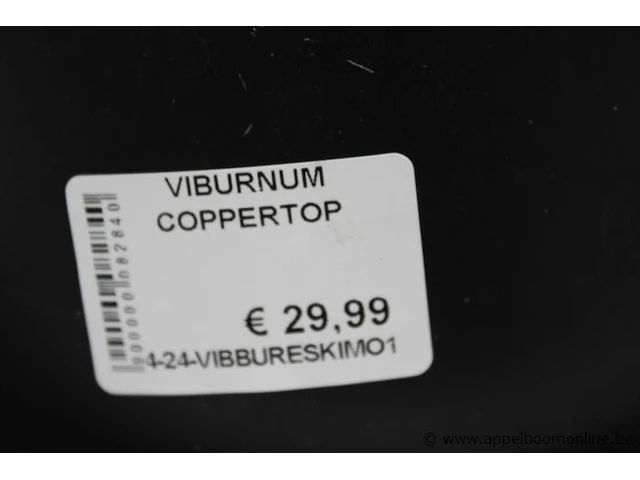 VIBURNUM
COPPERTOP
€ 29,99
4-24-VIBBURESKIMO1
© www.appelboomonline.be